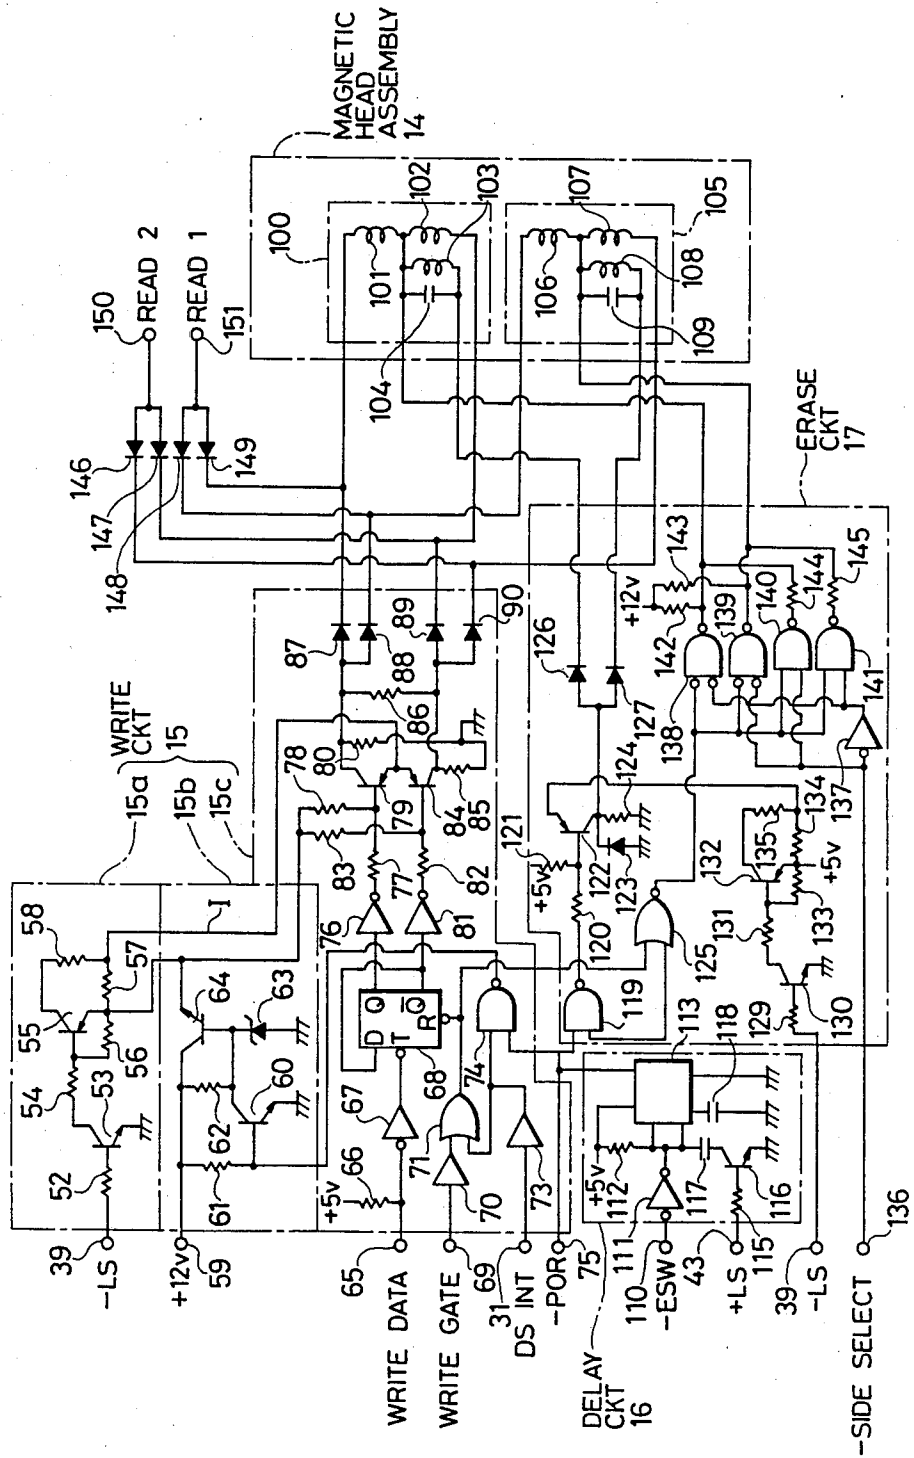 MAGNETIC
HEAD
ASSEMBLY
14
WRITE
CKT
15
15a
15b
15c
150
READ 2
READ 1
151
146
147
148
149
100
101
102
103
104
105
106
107
108
109
58
57
I
55
64
63
54
56
53
62
60
52
61
39
-LS
+12V
59
78
80
83
79
84
85
86
87
88
89
90
76
77
81
82
D
Q
T
Q̅
R
68
67
66
+5V
65
WRITE DATA
71
70
69
WRITE GATE
74
73
31
DS INT
-POR
75
DELAY
CKT
16
+5V
112
111
110
-ESW
117
113
118
116
43
+LS
115
39
-LS
136
-SIDE SELECT
ERASE
CKT
17
126
127
121
+5V
120
122
123
124
119
125
132
131
135
134
+5V
133
129
130
+12V
143
142
138
139
140
144
145
141
137